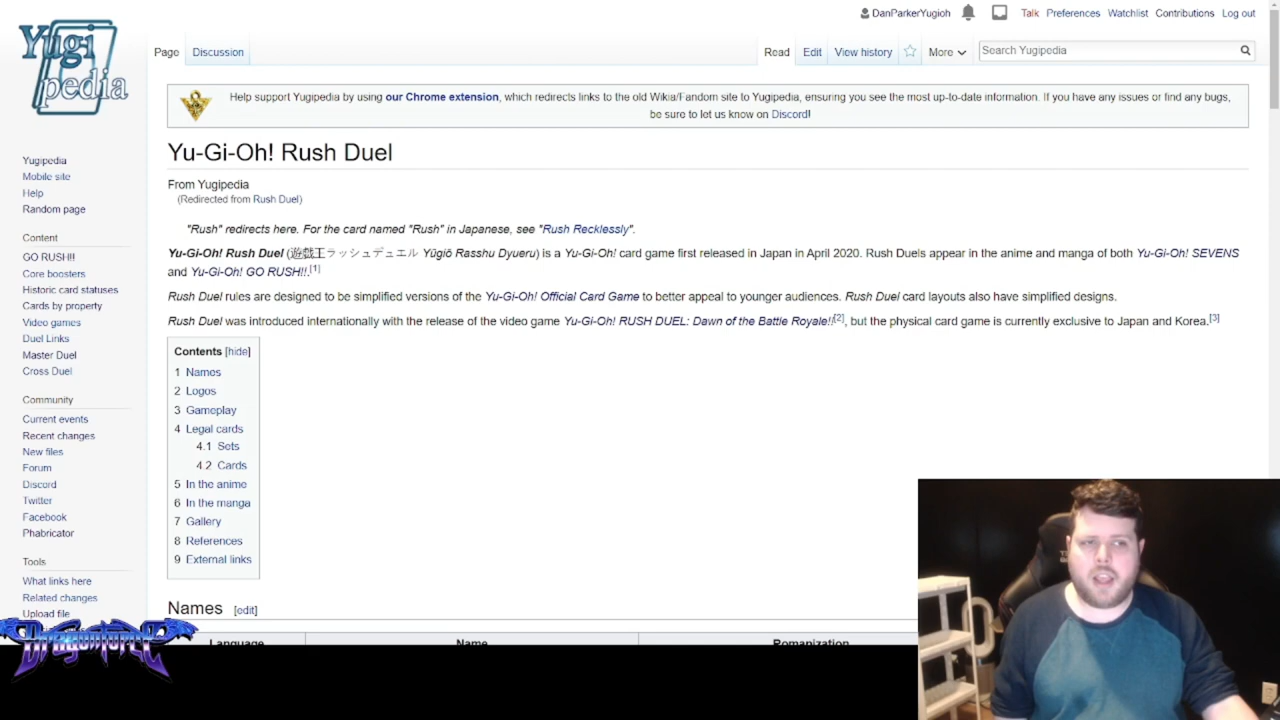 DanParkerYugioh Talk Preferences Watchlist Contributions Log out
Yugi
pedia
Page Discussion Read Edit View history More Search Yugipedia
Help support Yugipedia by using our Chrome extension, which redirects links to the old Wikia/Fandom site to Yugipedia, ensuring you see the most up-to-date information. If you have any issues or find any bugs,
be sure to let us know on Discord!
Yu-Gi-Oh! Rush Duel
From Yugipedia
(Redirected from Rush Duel)
"Rush" redirects here. For the card named "Rush" in Japanese, see "Rush Recklessly".
Yu-Gi-Oh! Rush Duel (遊戯王ラッシュデュエル Yūgiō Rasshu Dyueru) is a Yu-Gi-Oh! card game first released in Japan in April 2020. Rush Duels appear in the anime and manga of both Yu-Gi-Oh! SEVENS
and Yu-Gi-Oh! GO RUSH!!.[1]
Rush Duel rules are designed to be simplified versions of the Yu-Gi-Oh! Official Card Game to better appeal to younger audiences. Rush Duel card layouts also have simplified designs.
Rush Duel was introduced internationally with the release of the video game Yu-Gi-Oh! RUSH DUEL: Dawn of the Battle Royale!![2], but the physical card game is currently exclusive to Japan and Korea.[3]
Contents [hide]
1 Names
2 Logos
3 Gameplay
4 Legal cards
4.1 Sets
4.2 Cards
5 In the anime
6 In the manga
7 Gallery
8 References
9 External links
Names [edit]
Language Name Romanization
Yugipedia
Mobile site
Help
Random page
Content
GO RUSH!!
Core boosters
Historic card statuses
Cards by property
Video games
Duel Links
Master Duel
Cross Duel
Community
Current events
Recent changes
New files
Forum
Discord
Twitter
Facebook
Phabricator
Tools
What links here
Related changes
Upload file